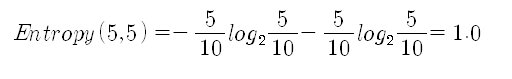 Entropy(5,5) = - 5/10 log₂ 5/10 - 5/10 log₂ 5/10 = 1.0